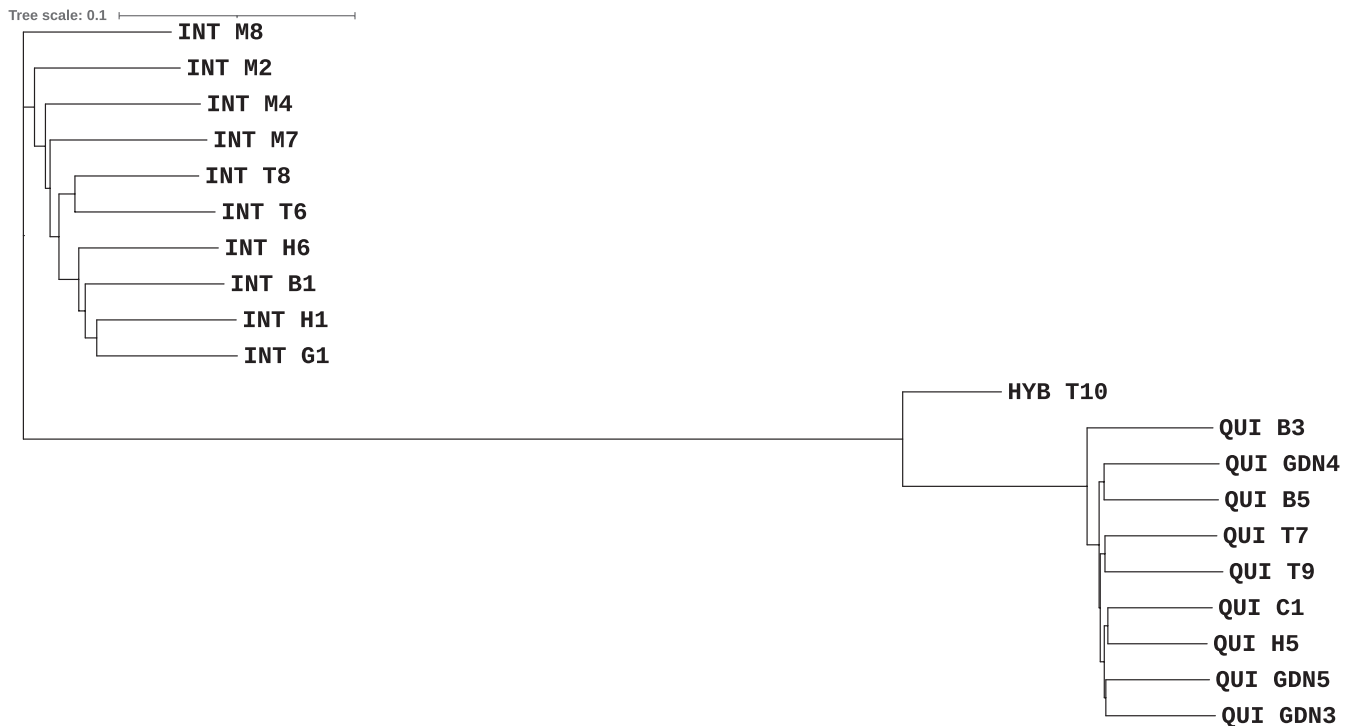 Tree scale: 0.1
INT M8
INT M2
INT M4
INT M7
INT T8
INT T6
INT H6
INT B1
INT H1
INT G1
HYB T10
QUI B3
QUI GDN4
QUI B5
QUI T7
QUI T9
QUI C1
QUI H5
QUI GDN5
QUI GDN3